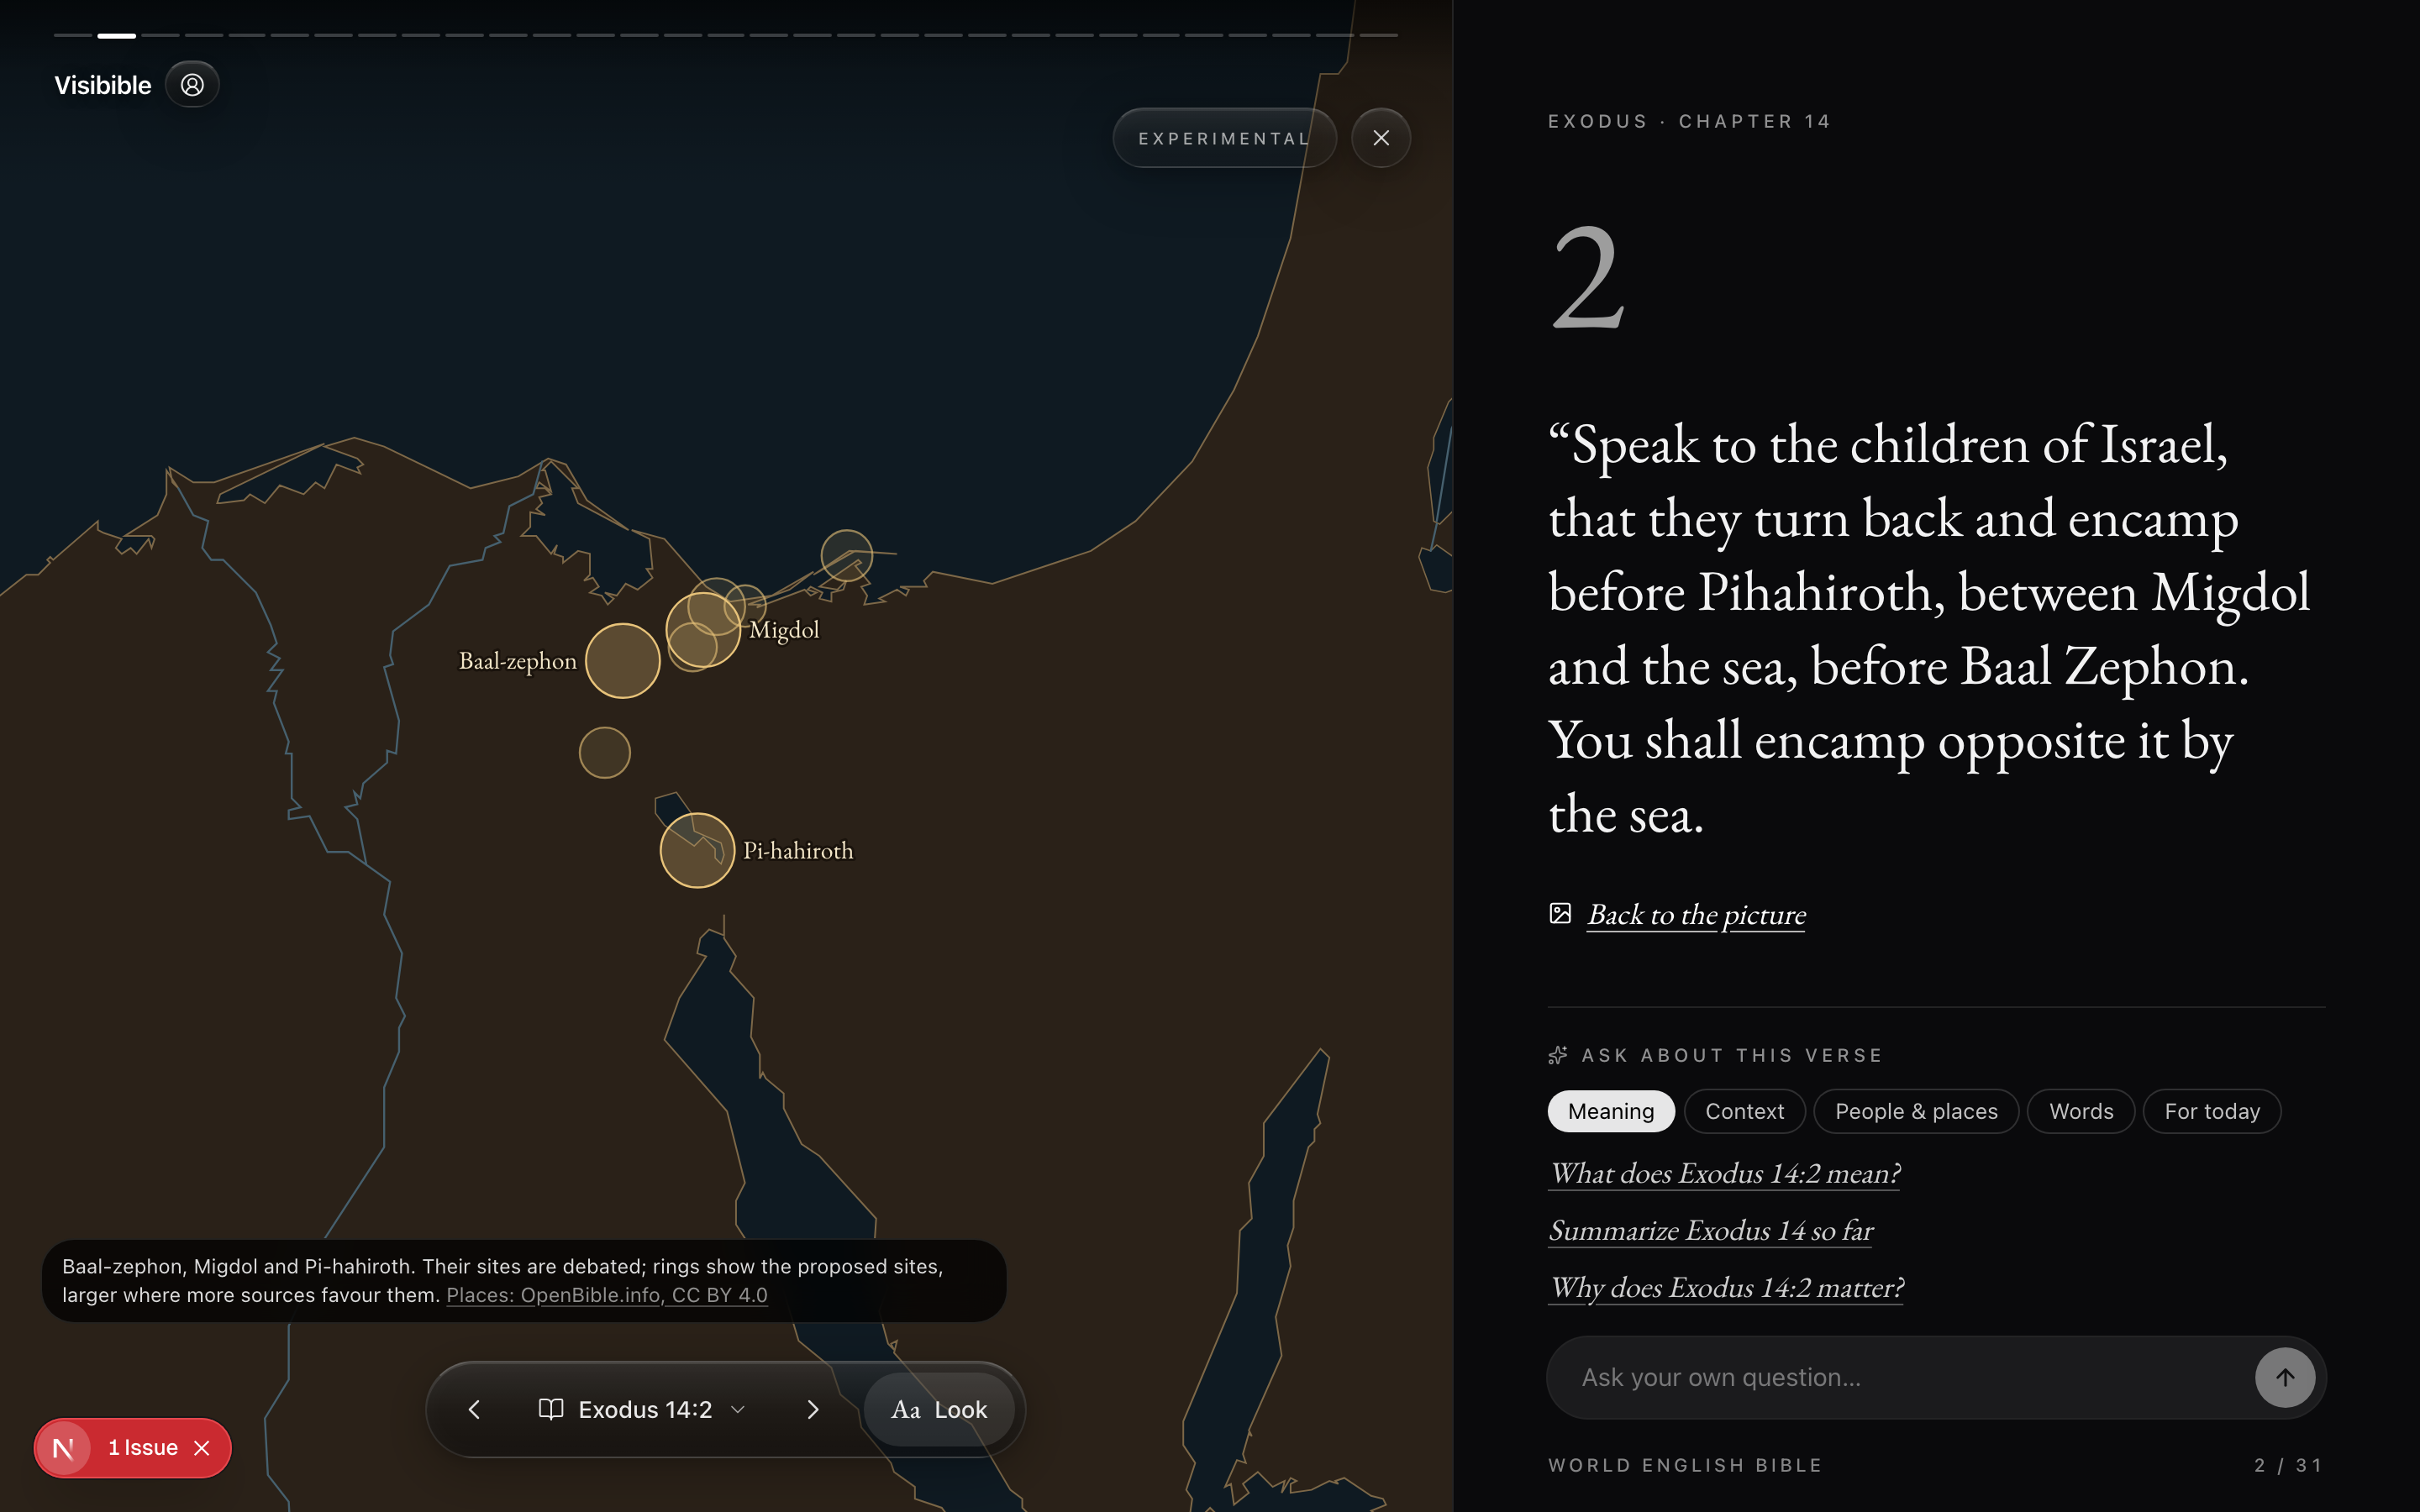 Visibible
EXPERIMENTAL
Migdol
Baal-zephon
Pi-hahiroth
Baal-zephon, Migdol and Pi-hahiroth. Their sites are debated; rings show the proposed sites,
larger where more sources favour them. Places: OpenBible.info, CC BY 4.0
Exodus 14:2
Aa Look
N 1 Issue
EXODUS · CHAPTER 14
2
“Speak to the children of Israel,
that they turn back and encamp
before Pihahiroth, between Migdol
and the sea, before Baal Zephon.
You shall encamp opposite it by
the sea.
Back to the picture
ASK ABOUT THIS VERSE
Meaning Context People & places Words For today
What does Exodus 14:2 mean?
Summarize Exodus 14 so far
Why does Exodus 14:2 matter?
Ask your own question...
WORLD ENGLISH BIBLE 2 / 31